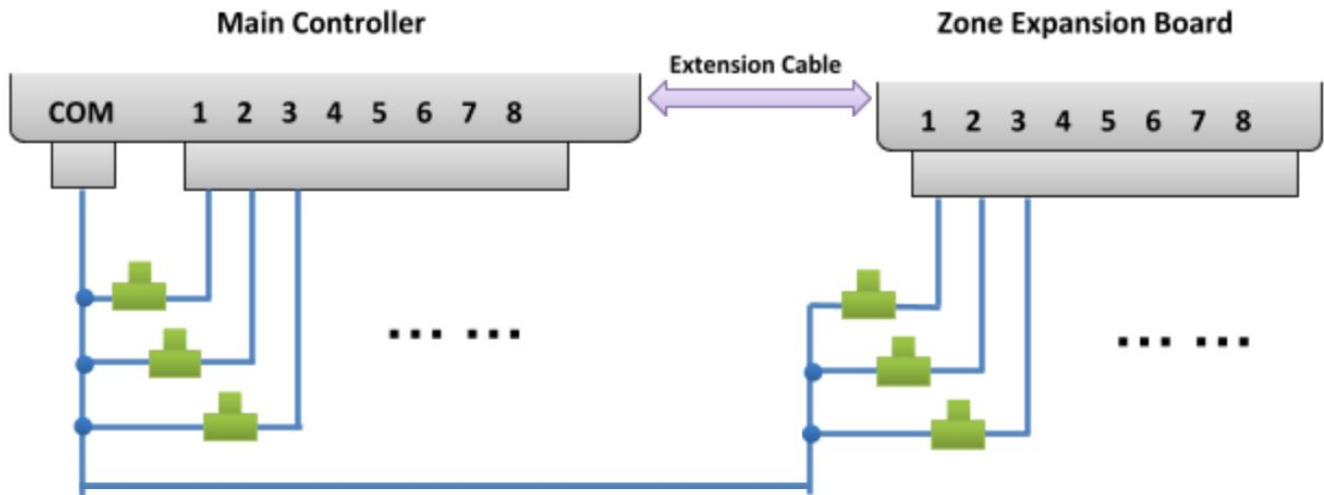 Main Controller
Zone Expansion Board
Extension Cable
COM 1 2 3 4 5 6 7 8
1 2 3 4 5 6 7 8
... ...
... ...